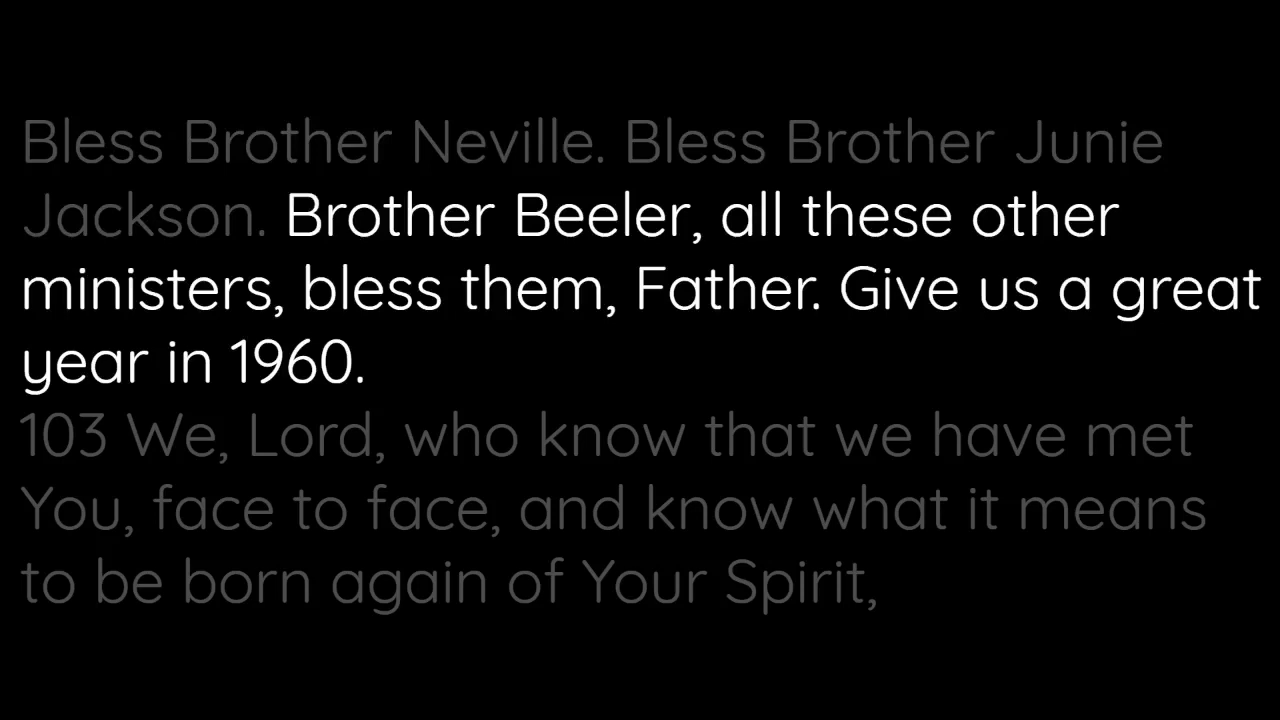 Bless Brother Neville. Bless Brother Junie
Jackson. Brother Beeler, all these other
ministers, bless them, Father. Give us a great
year in 1960.
103 We, Lord, who know that we have met
You, face to face, and know what it means
to be born again of Your Spirit,